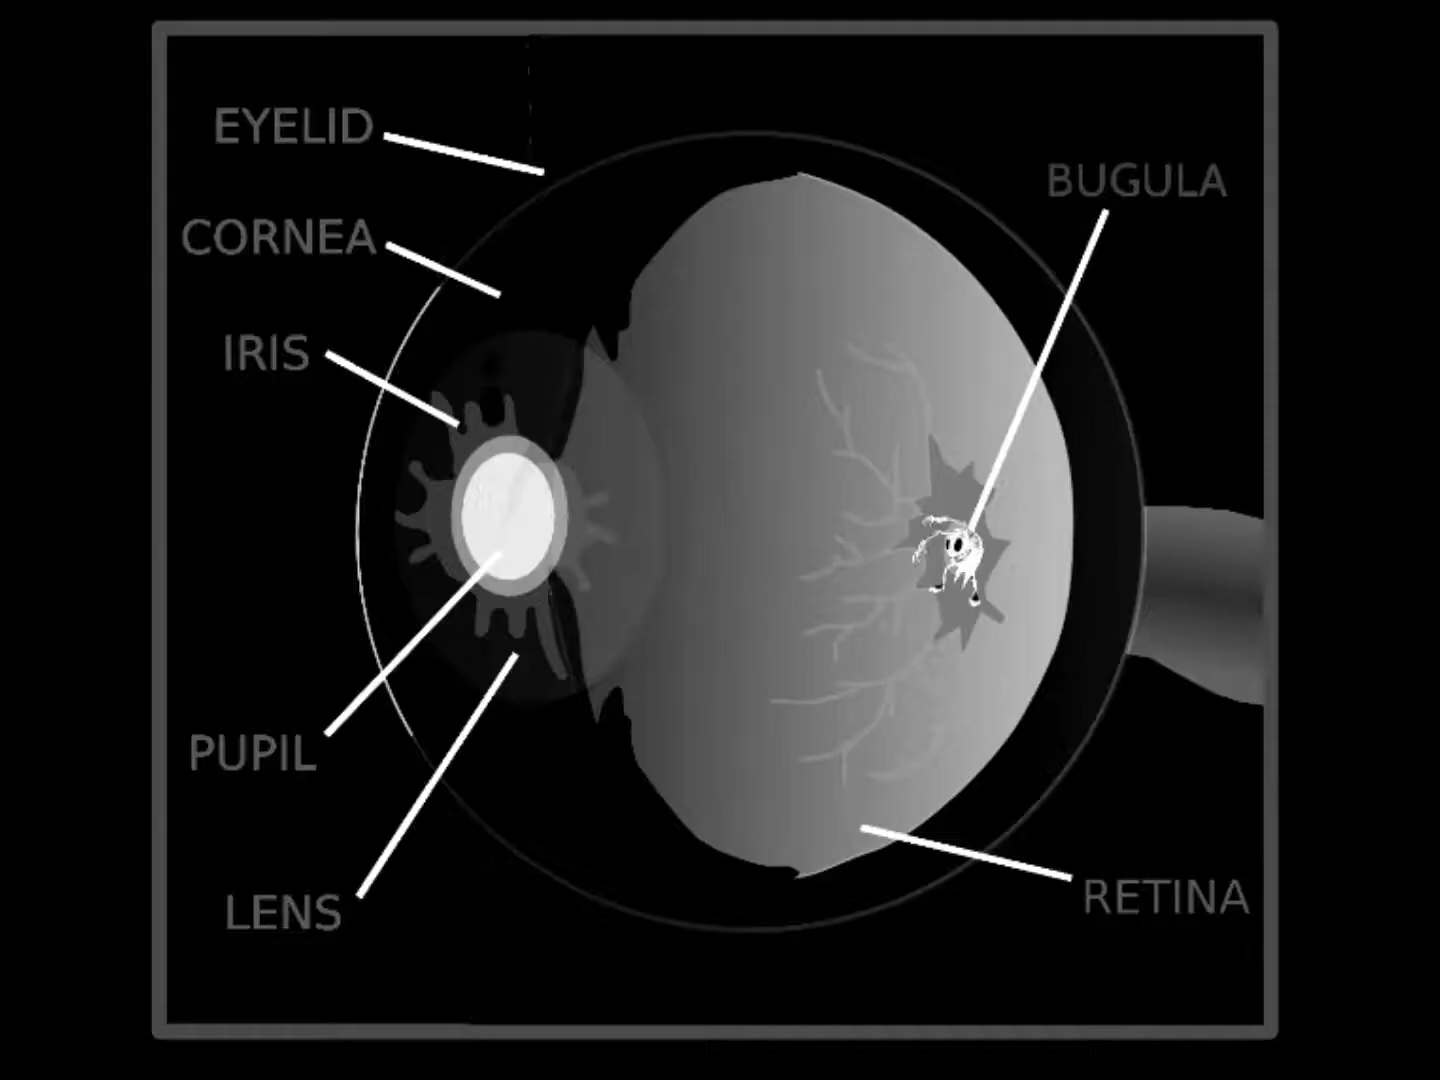 EYELID
BUGULA
CORNEA
IRIS
PUPIL
LENS
RETINA